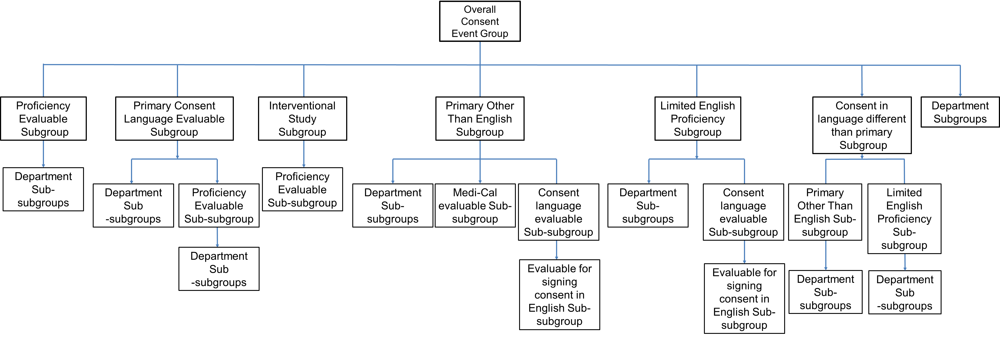 Overall
Consent
Event Group
Proficiency
Evaluable
Subgroup
Primary Consent
Language Evaluable
Subgroup
Interventional
Study
Subgroup
Primary Other
Than English
Subgroup
Limited English
Proficiency
Subgroup
Consent in
language different
than primary
Subgroup
Department
Subgroups
Department
Sub-
subgroups
Department
Sub
-subgroups
Proficiency
Evaluable
Sub-subgroup
Proficiency
Evaluable
Sub-subgroup
Department
Sub-
subgroups
Medi-Cal
evaluable Sub-
subgroup
Consent
language
evaluable
Sub-subgroup
Department
Sub-
subgroups
Consent
language
evaluable
Sub-subgroup
Primary
Other Than
English Sub-
subgroup
Limited
English
Proficiency
Sub-
subgroup
Department
Sub
-subgroups
Evaluable for
signing
consent in
English Sub-
subgroup
Evaluable for
signing
consent in
English Sub-
subgroup
Department
Sub-
subgroups
Department
Sub
-subgroups